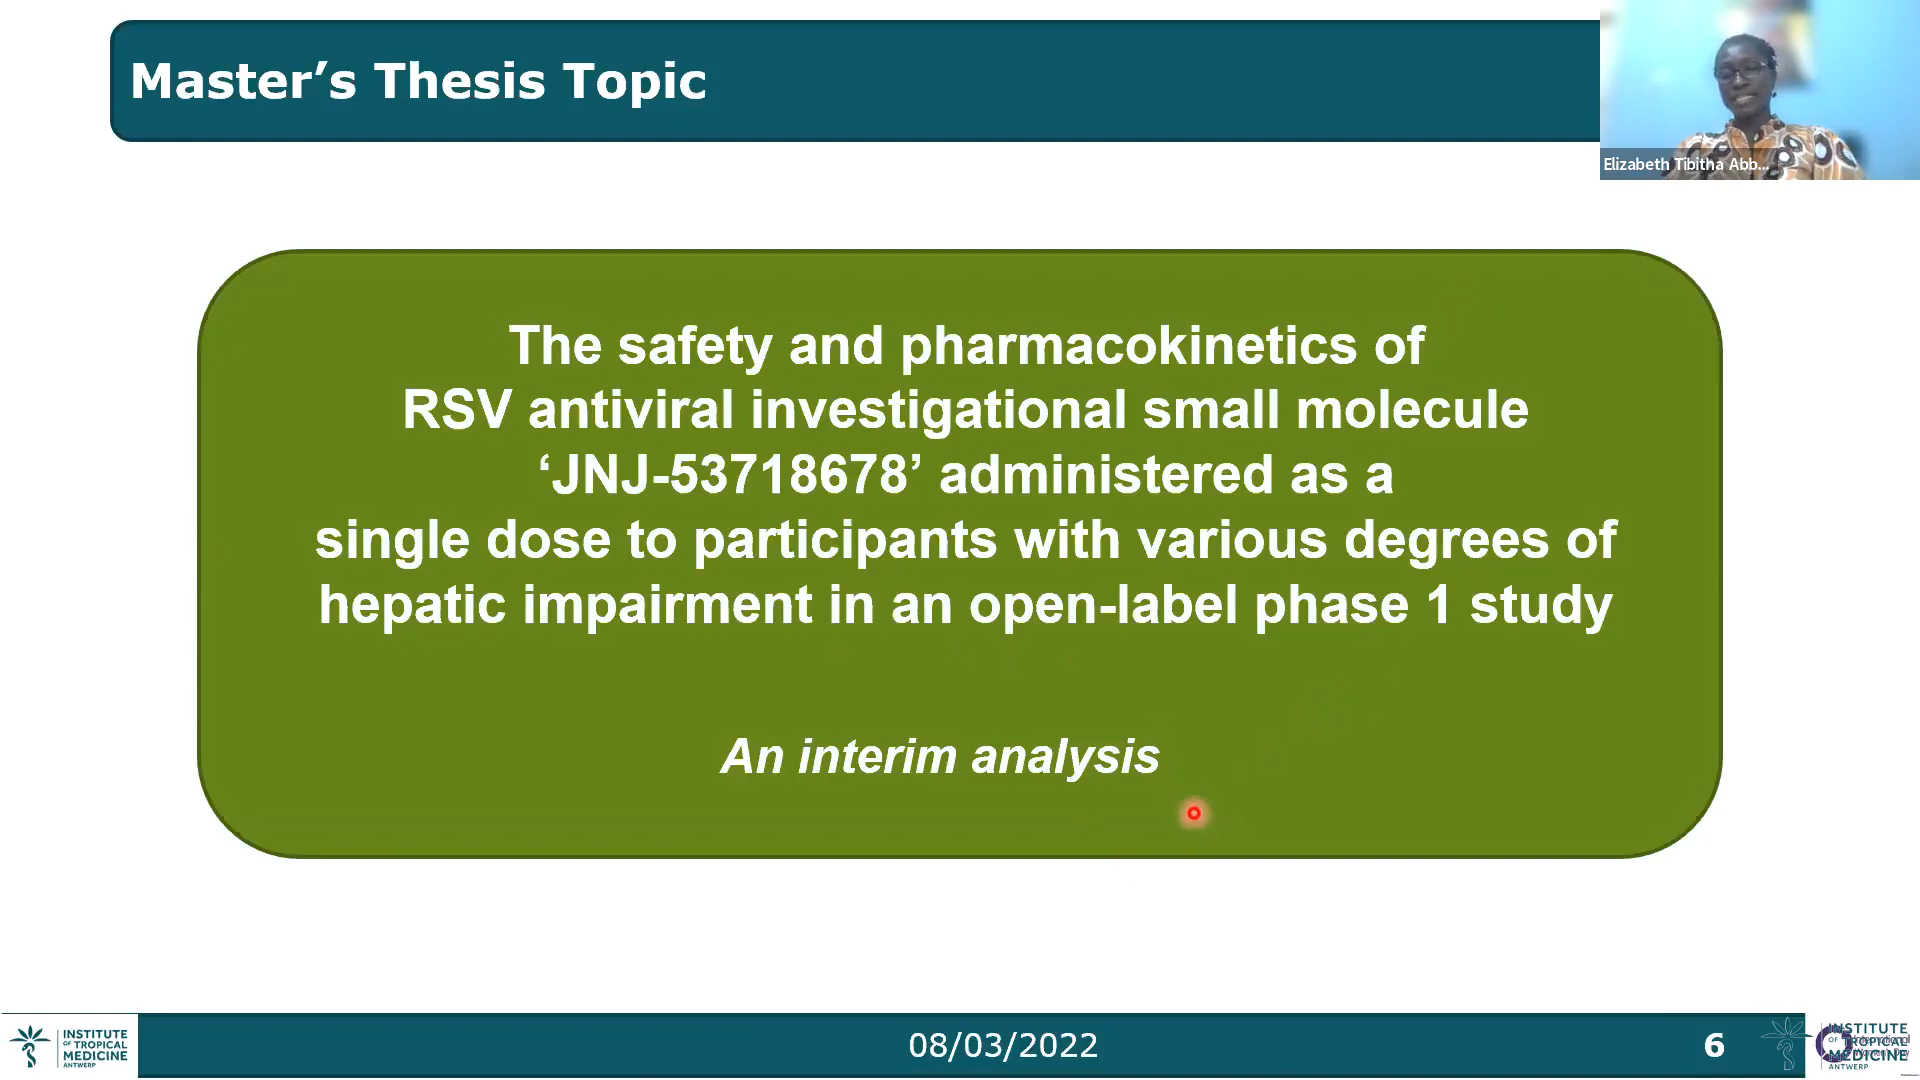 Master’s Thesis Topic
Elizabeth Tibitha Abb...
The safety and pharmacokinetics of
RSV antiviral investigational small molecule
‘JNJ-53718678’ administered as a
single dose to participants with various degrees of
hepatic impairment in an open-label phase 1 study
An interim analysis
INSTITUTE
OF TROPICAL
MEDICINE
ANTWERP
08/03/2022
6
INSTITUTE
OF TROPICAL
MEDICINE
ANTWERP